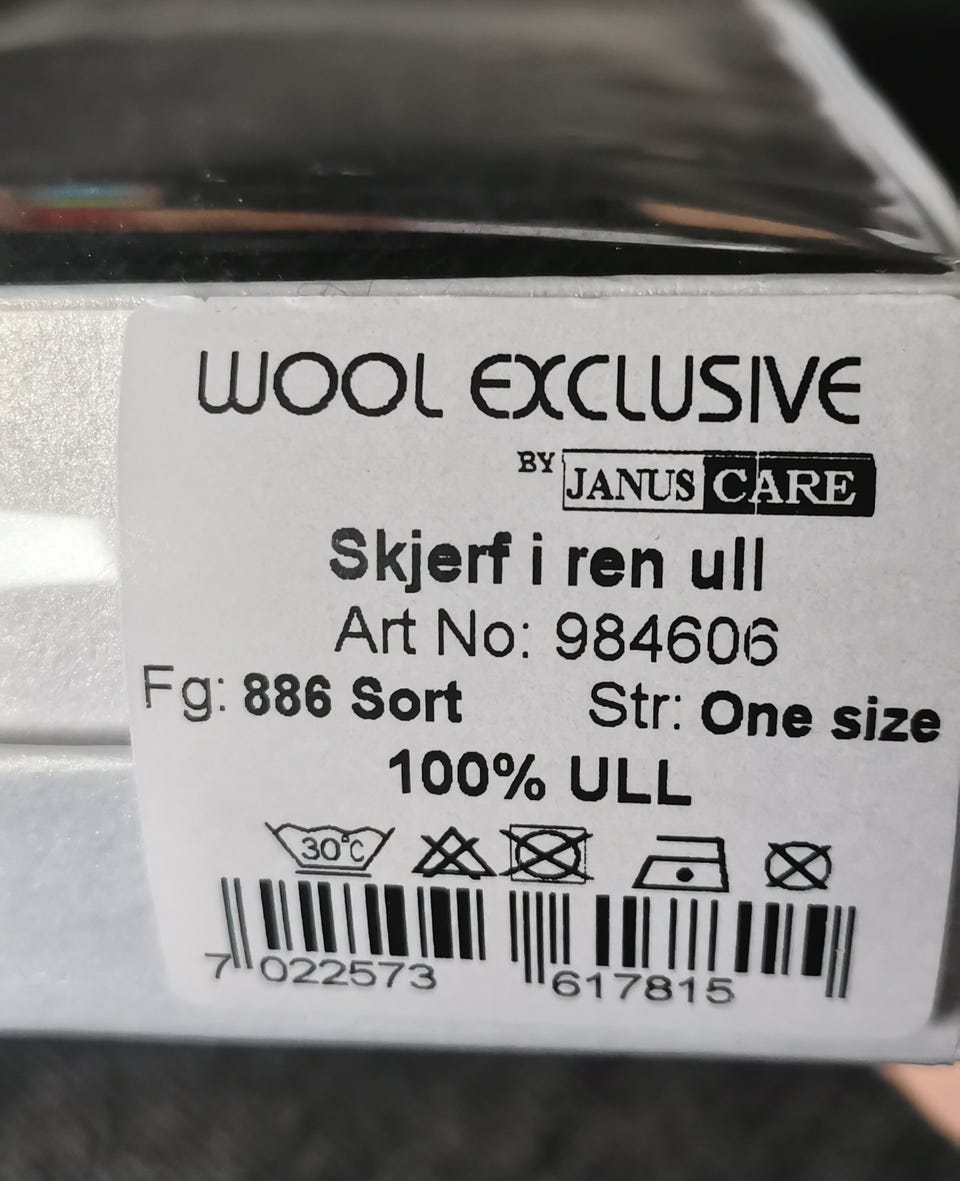 WOOL EXCLUSIVE
BY JANUS CARE
Skjerf i ren ull
Art No: 984606
Fg: 886 Sort Str: One size
100% ULL
30°C
7 022573 617815